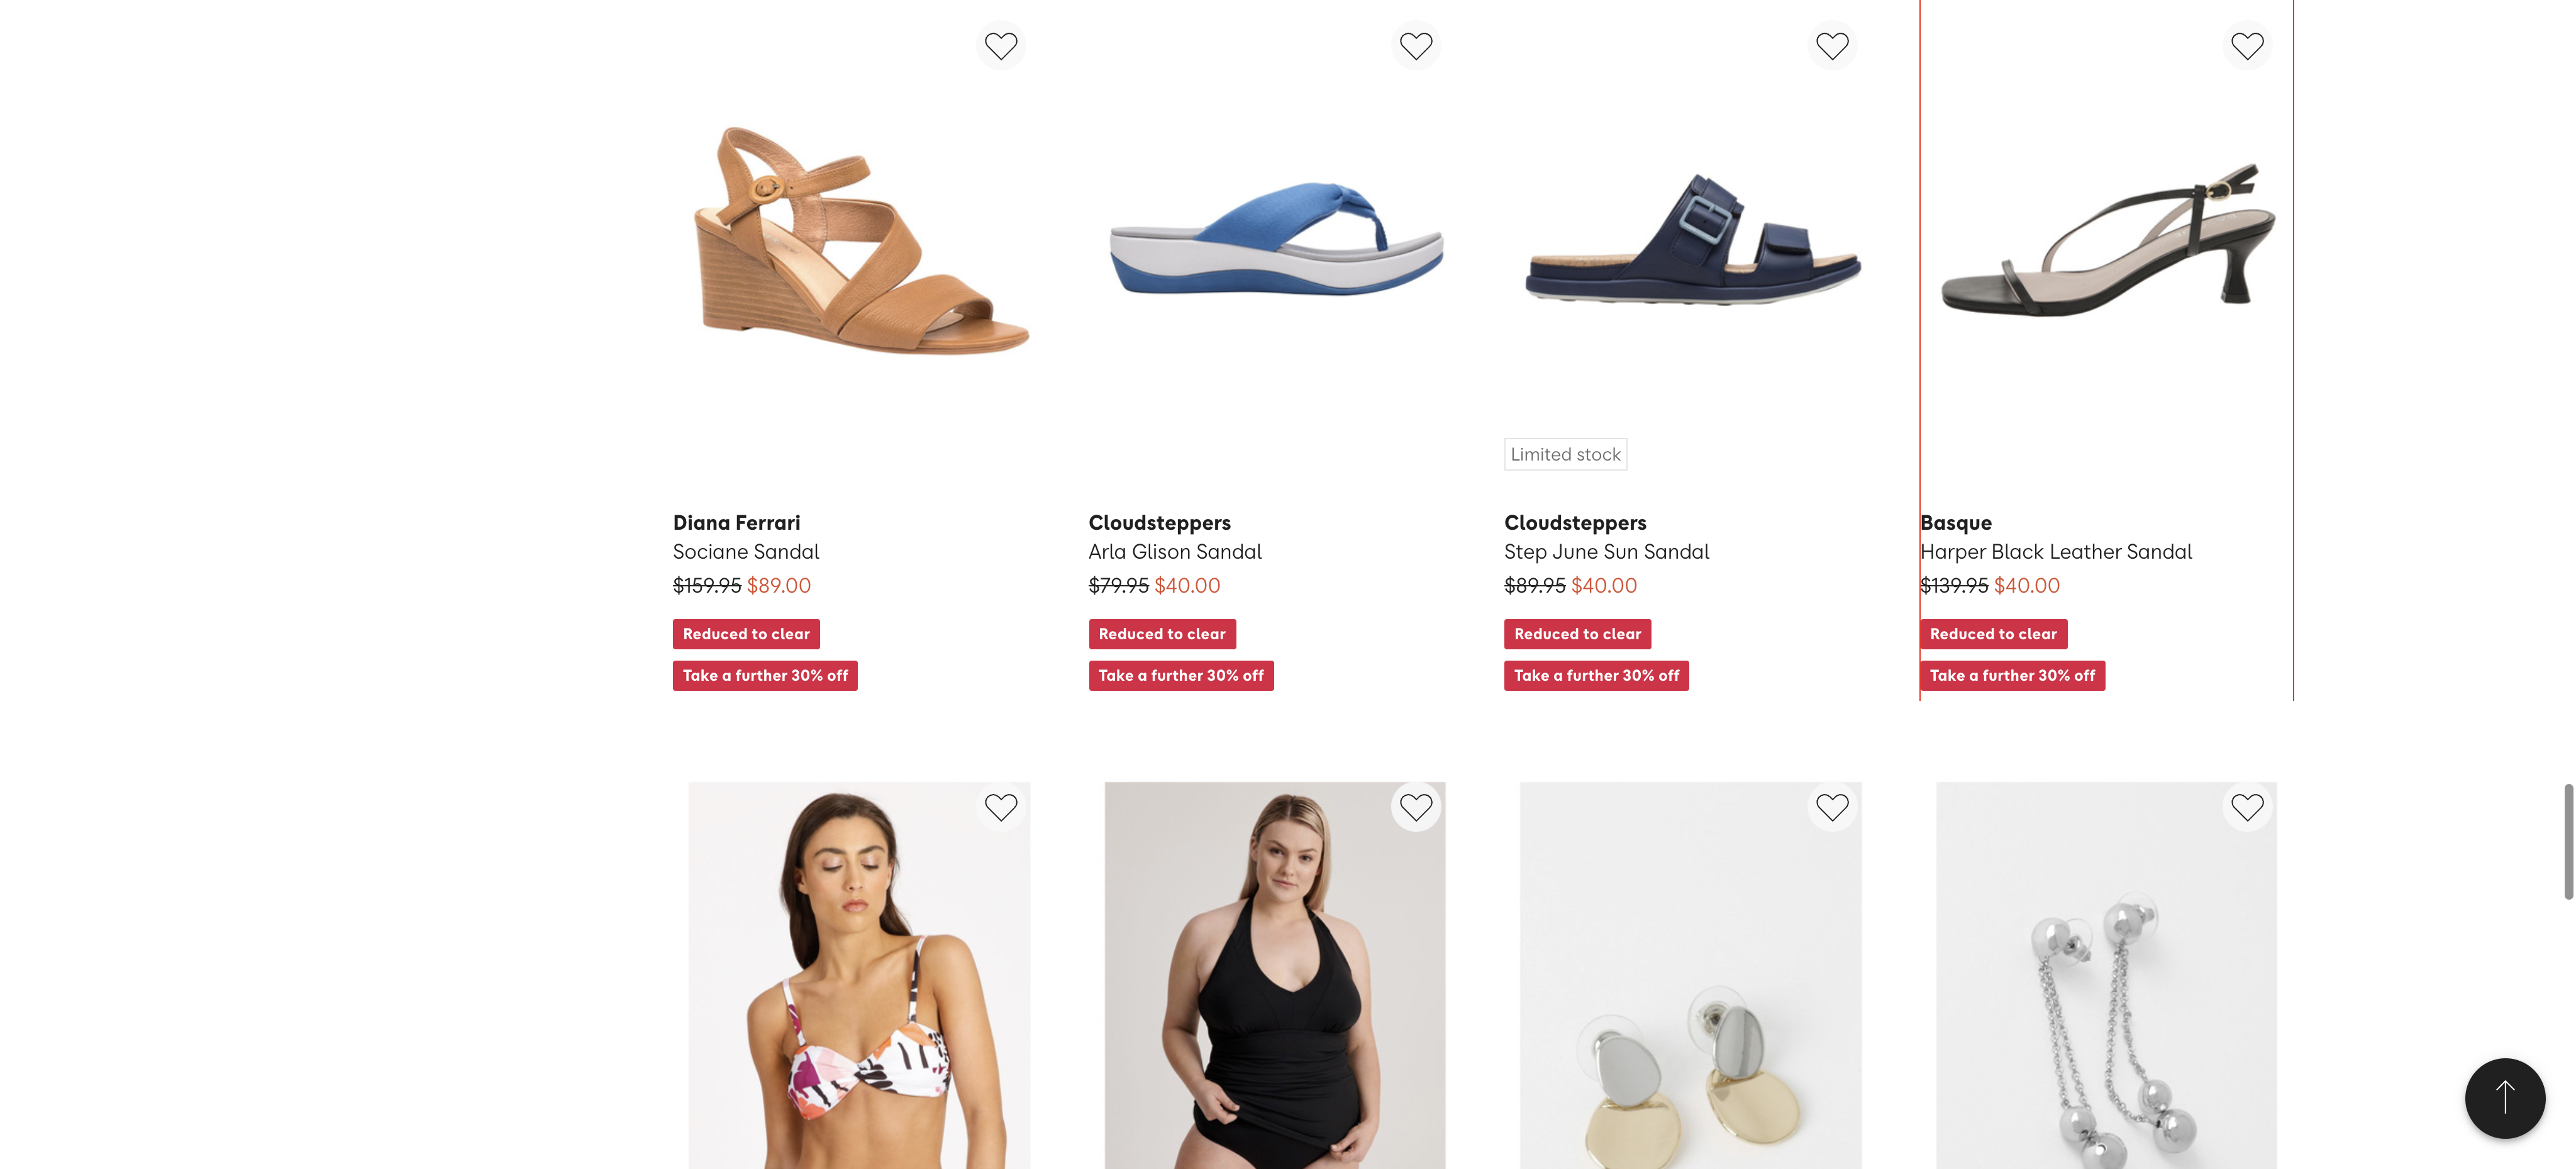 Limited stock
Diana Ferrari
Sociane Sandal
$159.95 $89.00
Reduced to clear
Take a further 30% off
Cloudsteppers
Arla Glison Sandal
$79.95 $40.00
Reduced to clear
Take a further 30% off
Cloudsteppers
Step June Sun Sandal
$89.95 $40.00
Reduced to clear
Take a further 30% off
Basque
Harper Black Leather Sandal
$139.95 $40.00
Reduced to clear
Take a further 30% off